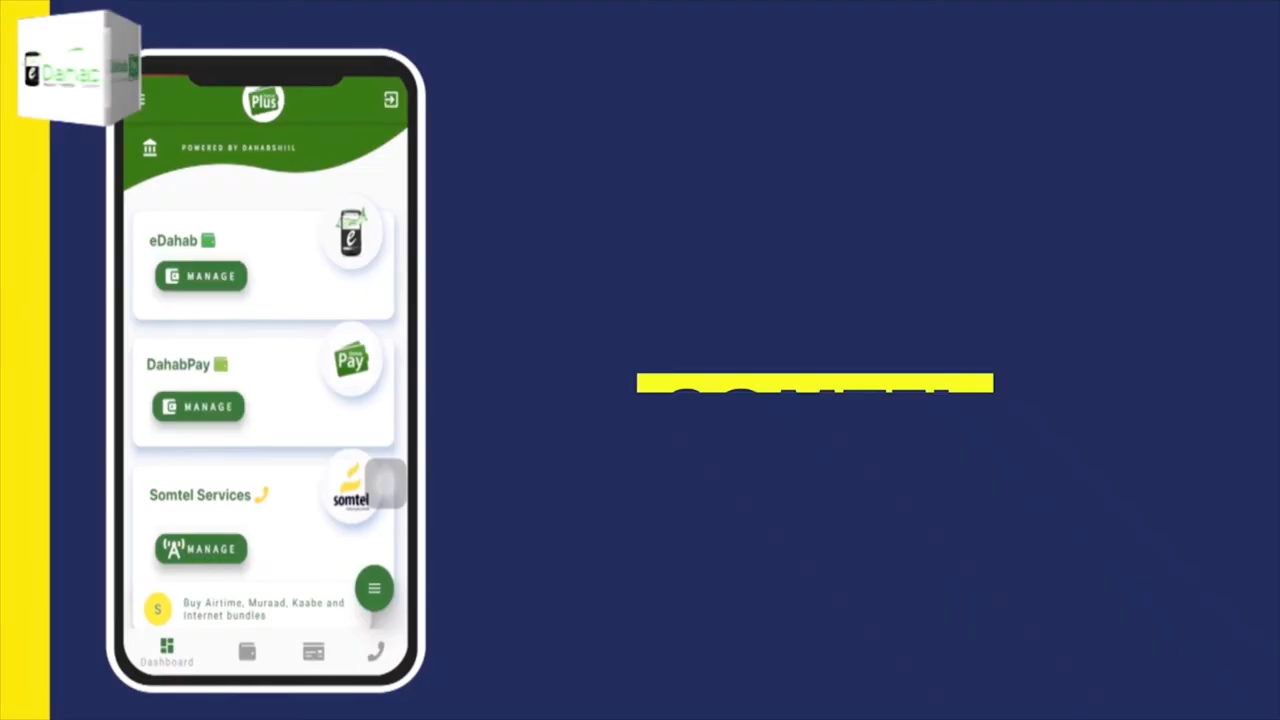 e Dahab
Plus
POWERED BY DAHABSHIIL
eDahab
e
MANAGE
DahabPay
Pay
MANAGE
Somtel Services
somtel
MANAGE
S
Buy Airtime, Muraad, Kaabe and
internet bundles
Dashboard